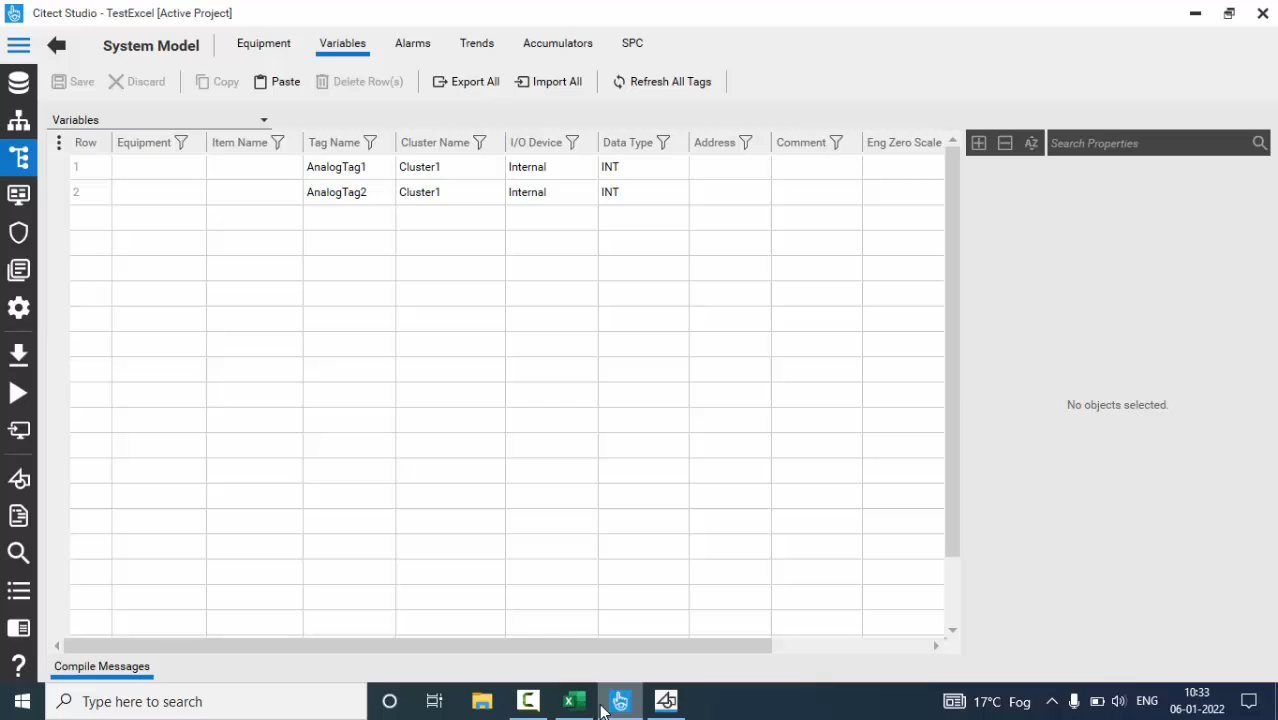 Citect Studio - TestExcel [Active Project]
System Model
Equipment
Variables
Alarms
Trends
Accumulators
SPC
Save
Discard
Copy
Paste
Delete Row(s)
Export All
Import All
Refresh All Tags
Variables
Row Equipment Item Name Tag Name Cluster Name I/O Device Data Type Address Comment Eng Zero Scale
Search Properties
1 AnalogTag1 Cluster1 Internal INT
2 AnalogTag2 Cluster1 Internal INT
No objects selected.
Compile Messages
Type here to search
17°C Fog
ENG
10:33
06-01-2022